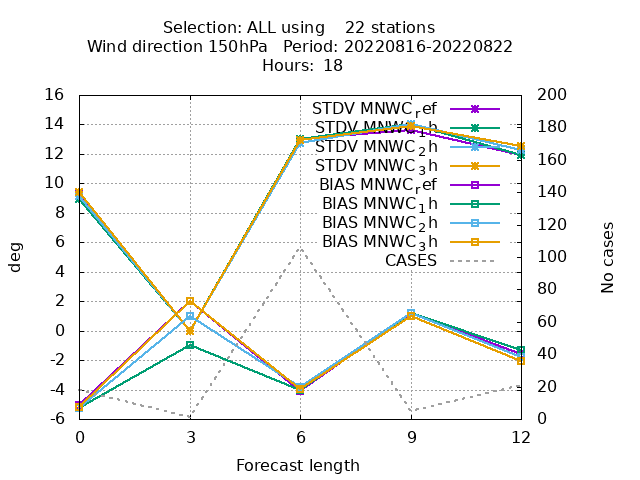 Selection: ALL using 22 stations
Wind direction 150hPa Period: 20220816-20220822
Hours: 18
16
14
12
10
8
6
4
2
0
-2
-4
-6
200
180
160
140
120
100
80
60
40
20
0
deg
No cases
STDV MNWC_ref
STDV MNWC_1h
STDV MNWC_2h
STDV MNWC_3h
BIAS MNWC_ref
BIAS MNWC_1h
BIAS MNWC_2h
BIAS MNWC_3h
CASES
0 3 6 9 12
Forecast length